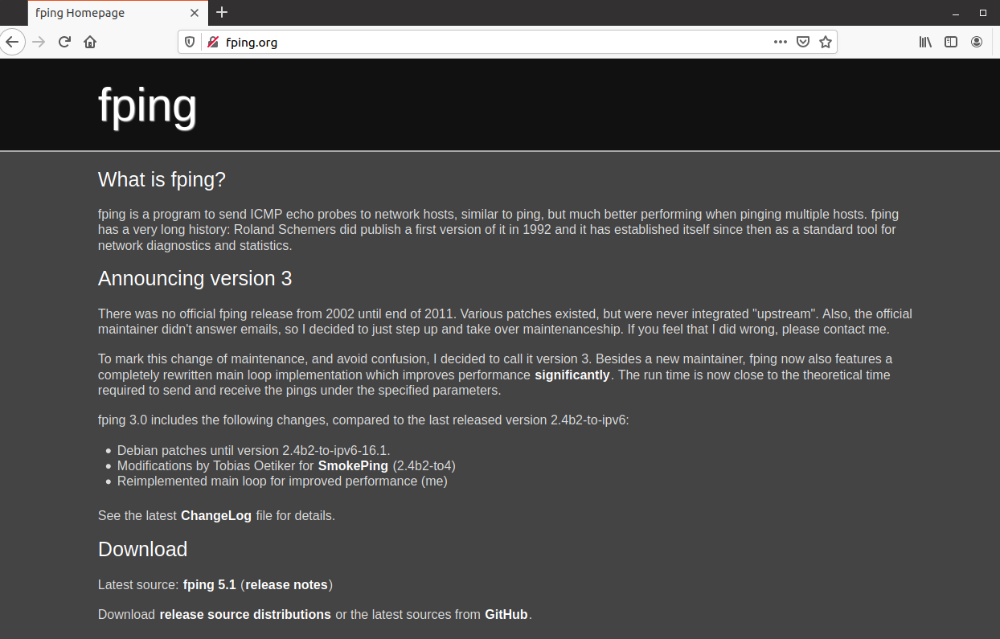 fping Homepage
fping.org
fping
What is fping?
fping is a program to send ICMP echo probes to network hosts, similar to ping, but much better performing when pinging multiple hosts. fping
has a very long history: Roland Schemers did publish a first version of it in 1992 and it has established itself since then as a standard tool for
network diagnostics and statistics.
Announcing version 3
There was no official fping release from 2002 until end of 2011. Various patches existed, but were never integrated "upstream". Also, the official
maintainer didn't answer emails, so I decided to just step up and take over maintenanceship. If you feel that I did wrong, please contact me.
To mark this change of maintenance, and avoid confusion, I decided to call it version 3. Besides a new maintainer, fping now also features a
completely rewritten main loop implementation which improves performance significantly. The run time is now close to the theoretical time
required to send and receive the pings under the specified parameters.
fping 3.0 includes the following changes, compared to the last released version 2.4b2-to-ipv6:
• Debian patches until version 2.4b2-to-ipv6-16.1.
• Modifications by Tobias Oetiker for SmokePing (2.4b2-to4)
• Reimplemented main loop for improved performance (me)
See the latest ChangeLog file for details.
Download
Latest source: fping 5.1 (release notes)
Download release source distributions or the latest sources from GitHub.